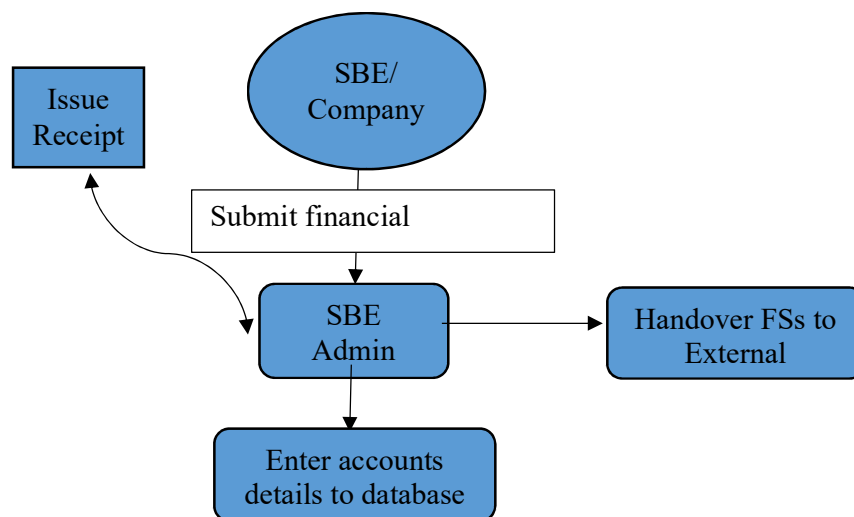 SBE/
Company
Issue
Receipt
Submit financial
SBE
Admin
Handover FSs to
External
Enter accounts
details to database